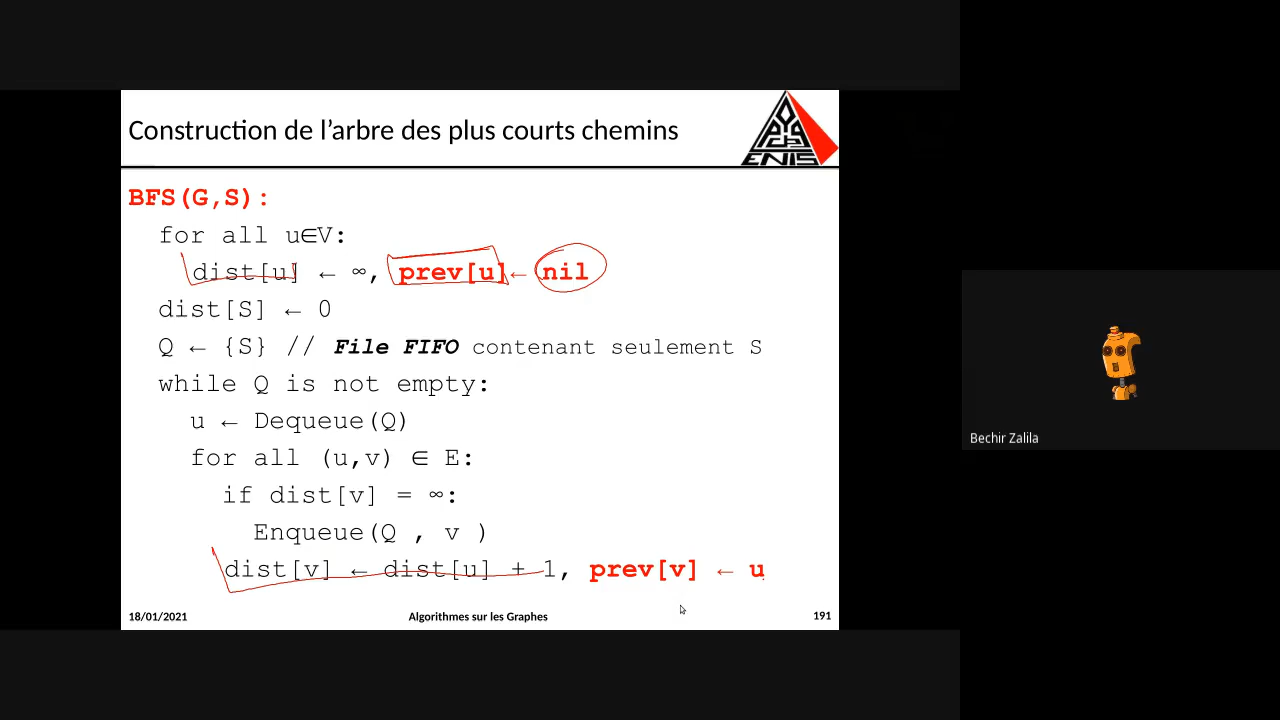 Construction de l’arbre des plus courts chemins
ENIS
BFS(G,S):
for all u∈V:
dist[u] ← ∞, prev[u]← nil
dist[S] ← 0
Q ← {S} // File FIFO contenant seulement S
while Q is not empty:
u ← Dequeue(Q)
for all (u,v) ∈ E:
if dist[v] = ∞:
Enqueue(Q , v )
dist[v] ← dist[u] + 1, prev[v] ← u
18/01/2021
Algorithmes sur les Graphes
191
Bechir Zalila